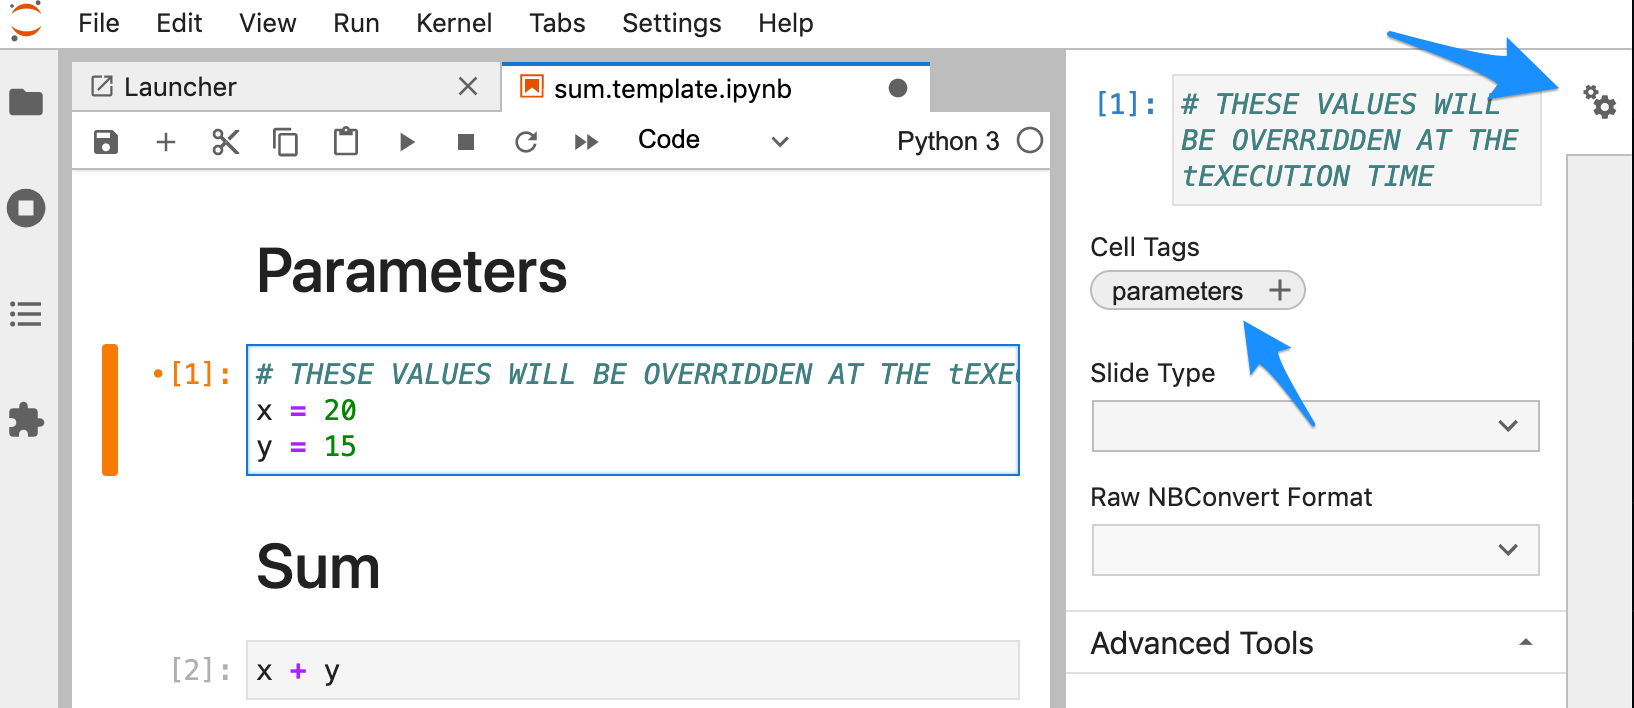 File Edit View Run Kernel Tabs Settings Help
Launcher
sum.template.ipynb
Code
Python 3
Parameters
[1]:
# THESE VALUES WILL BE OVERRIDDEN AT THE tEXE
x = 20
y = 15
Sum
[2]:
x + y
[1]:
# THESE VALUES WILL
BE OVERRIDDEN AT THE
tEXECUTION TIME
Cell Tags
parameters +
Slide Type
Raw NBConvert Format
Advanced Tools